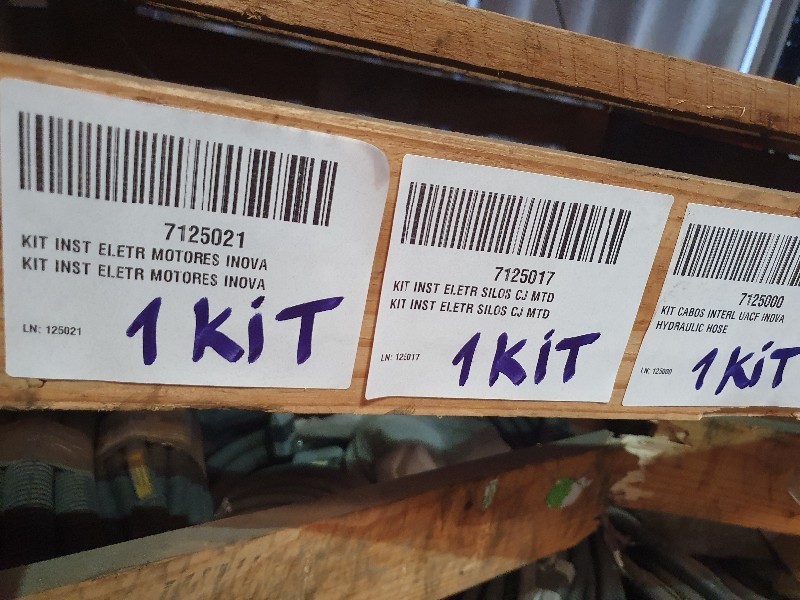 7125021
KIT INST ELETR MOTORES INOVA
KIT INST ELETR MOTORES INOVA
LN: 125021
1 KiT
7125017
KIT INST ELETR SILOS CJ MTD
KIT INST ELETR SILOS CJ MTD
LN: 125017
1 KiT
7125000
KIT CABOS INTERL UACF INOVA
HYDRAULIC HOSE
LN: 125000
1 KiT